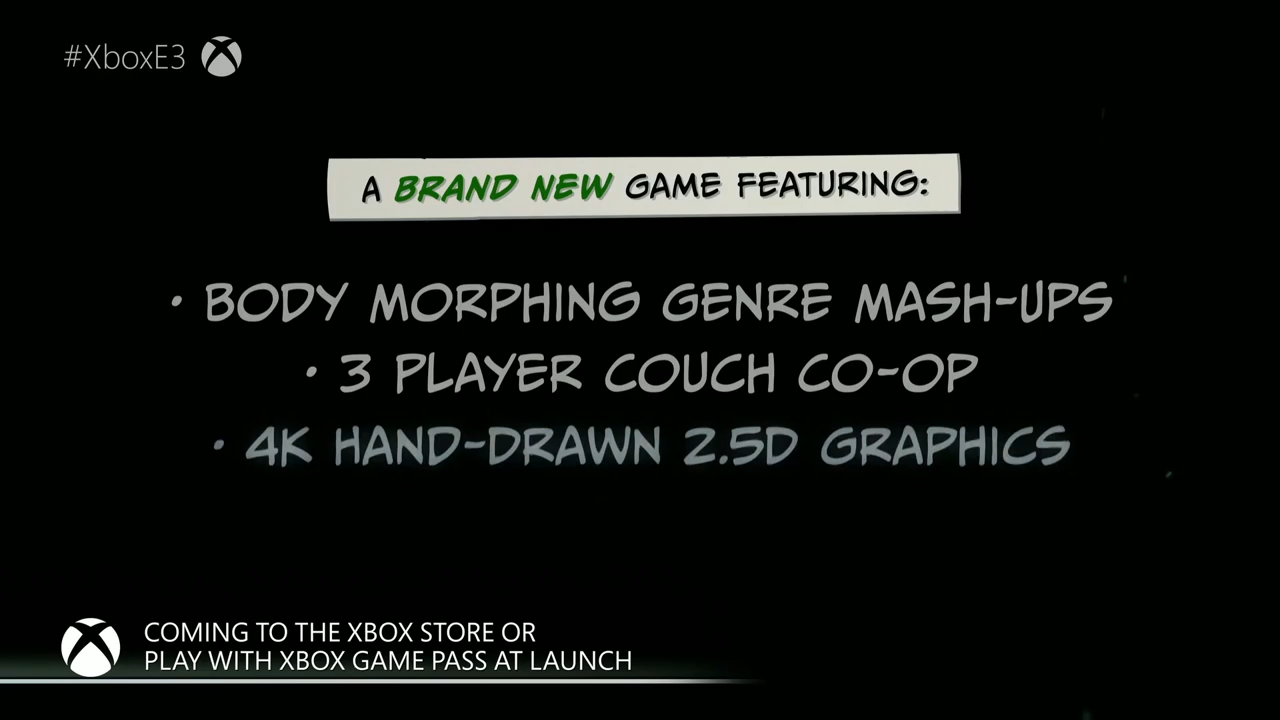 #XboxE3
A BRAND NEW GAME FEATURING:
• BODY MORPHING GENRE MASH-UPS
• 3 PLAYER COUCH CO-OP
• 4K HAND-DRAWN 2.5D GRAPHICS
COMING TO THE XBOX STORE OR
PLAY WITH XBOX GAME PASS AT LAUNCH